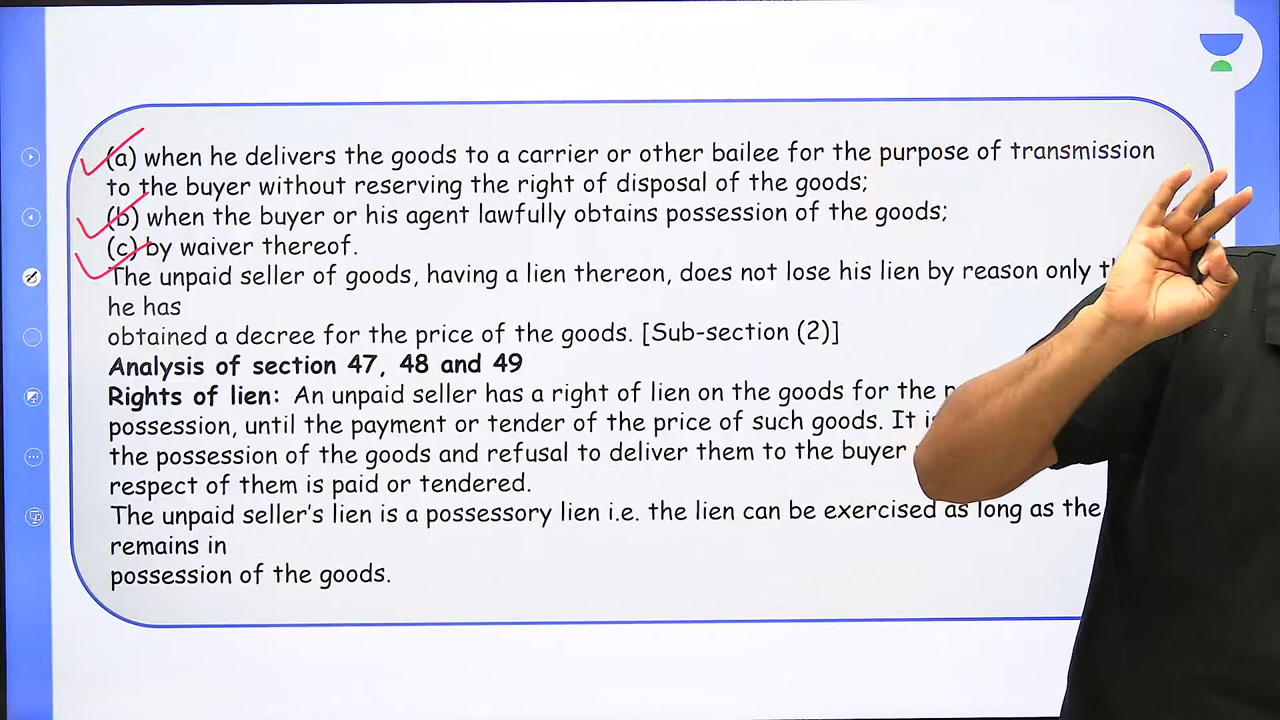 (a) when he delivers the goods to a carrier or other bailee for the purpose of transmission
to the buyer without reserving the right of disposal of the goods;
(b) when the buyer or his agent lawfully obtains possession of the goods;
(c) by waiver thereof.
The unpaid seller of goods, having a lien thereon, does not lose his lien by reason only
he has
obtained a decree for the price of the goods. [Sub-section (2)]
Analysis of section 47, 48 and 49
Rights of lien: An unpaid seller has a right of lien on the goods for the
possession, until the payment or tender of the price of such goods. It
the possession of the goods and refusal to deliver them to the buyer
respect of them is paid or tendered.
The unpaid seller's lien is a possessory lien i.e. the lien can be exercised as long as the
remains in
possession of the goods.